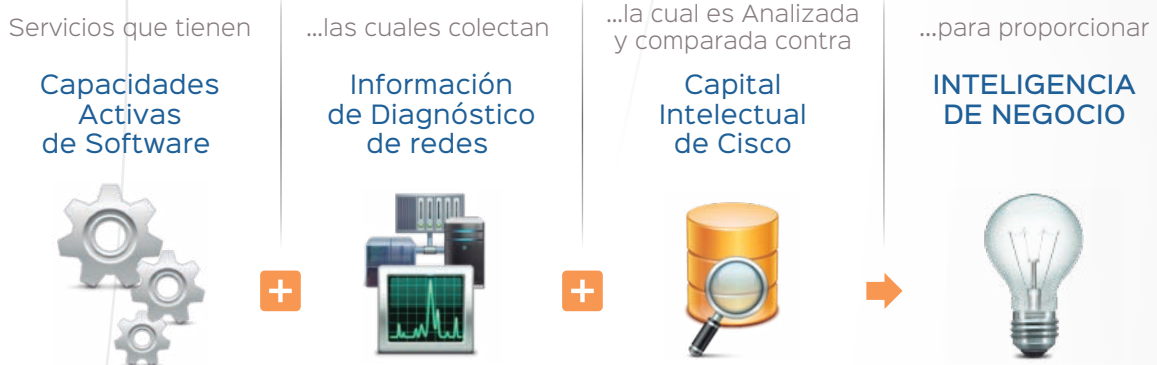 Servicios que tienen
Capacidades
Activas
de Software
...las cuales colectan
Información
de Diagnóstico
de redes
...la cual es Analizada
y comparada contra
Capital
Intelectual
de Cisco
...para proporcionar
INTELIGENCIA
DE NEGOCIO